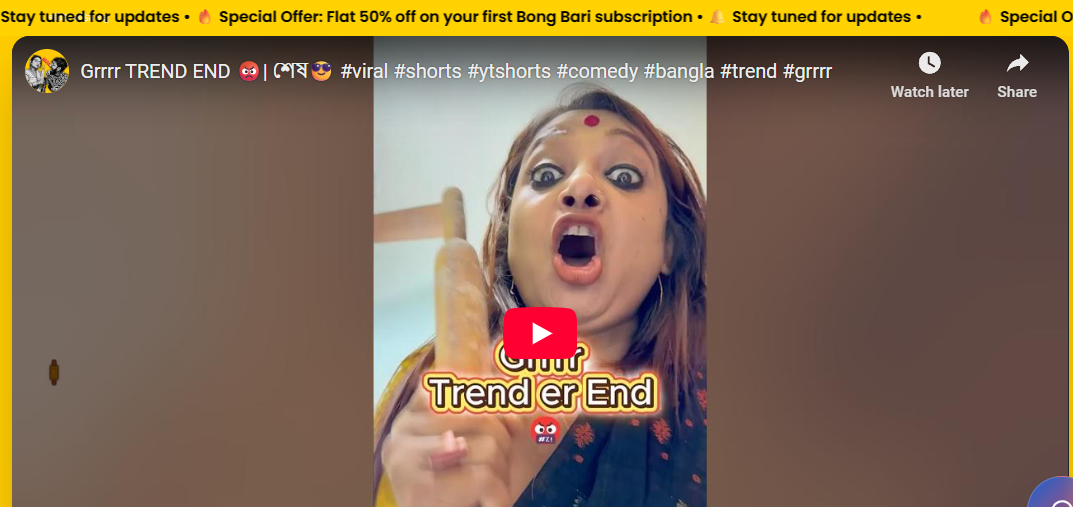 Stay tuned for updates • 🔥 Special Offer: Flat 50% off on your first Bong Bari subscription • 🔔 Stay tuned for updates • 🔥 Special O
Grrrr TREND END 😡 | শেষ 😎 #viral #shorts #ytshorts #comedy #bangla #trend #grrrr
Watch later
Share
Grrrr
Trend er End